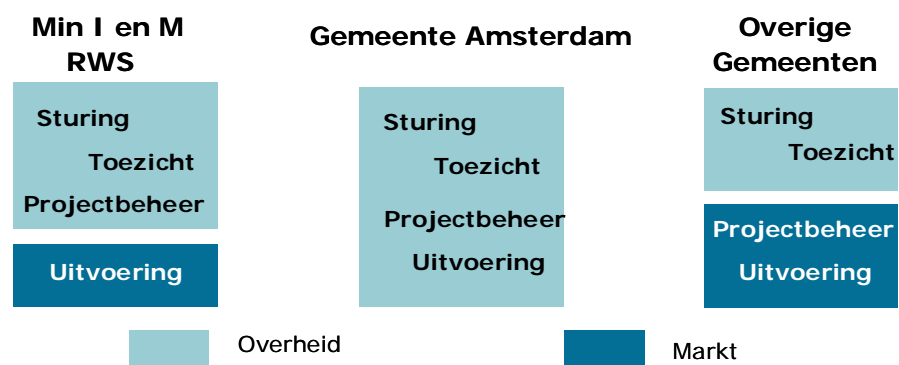 Min I en M
RWS
Sturing
Toezicht
Projectbeheer
Uitvoering
Gemeente Amsterdam
Sturing
Toezicht
Projectbeheer
Uitvoering
Overige
Gemeenten
Sturing
Toezicht
Projectbeheer
Uitvoering
Overheid
Markt